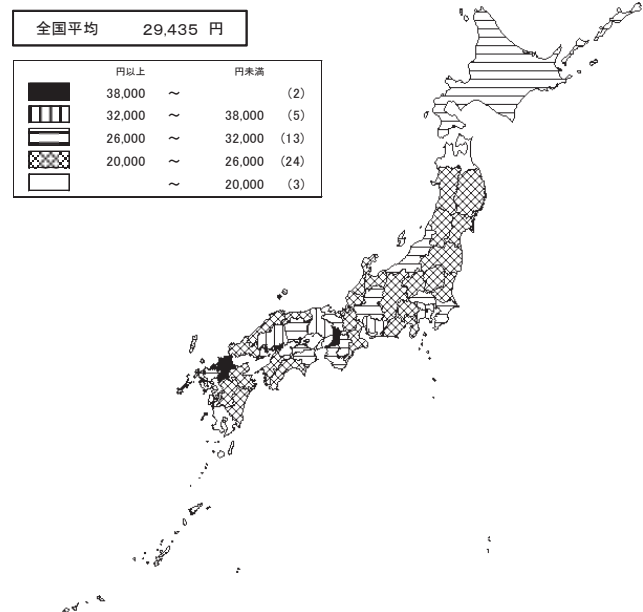 全国平均 29,435 円
円以上 円未満
38,000 ～ (2)
32,000 ～ 38,000 (5)
26,000 ～ 32,000 (13)
20,000 ～ 26,000 (24)
～ 20,000 (3)